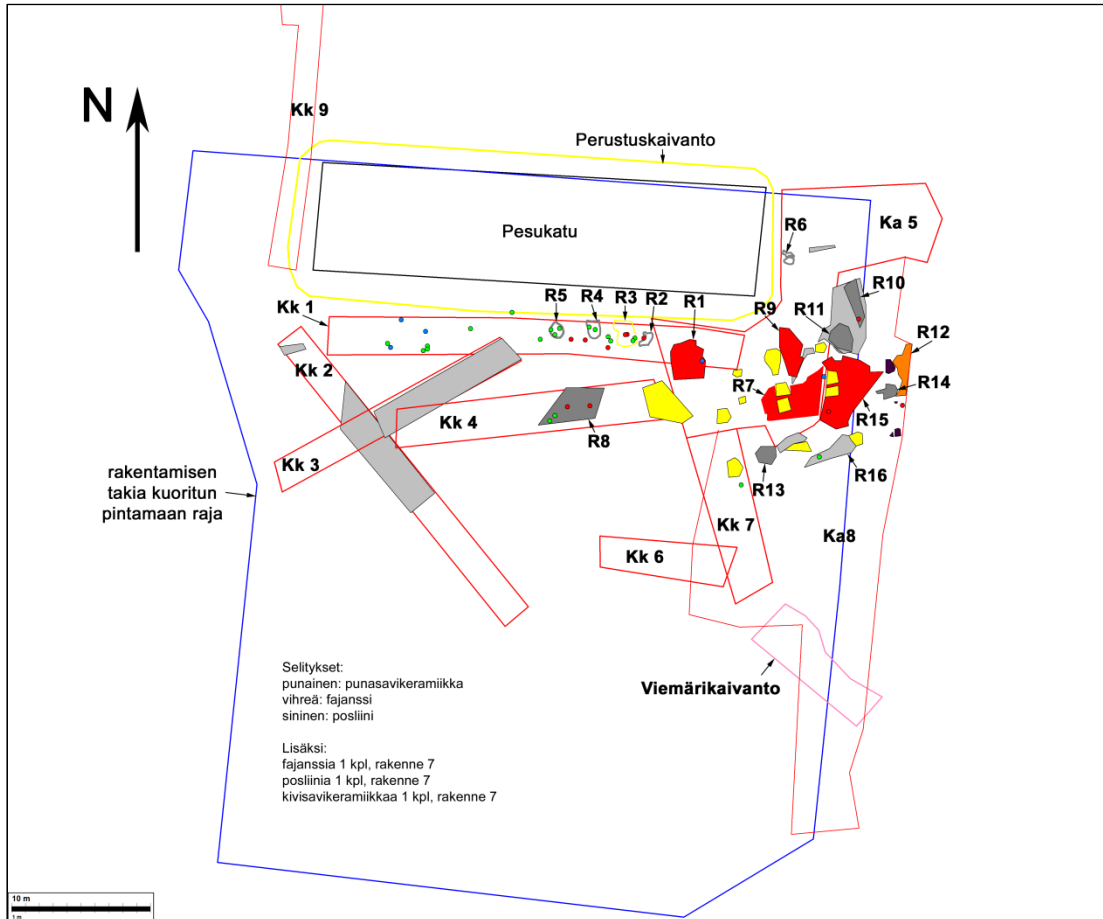 N
Kk 9
Perustuskaivanto
Pesukatu
Ka 5
R6
R10
Kk 1
R5
R4
R3
R2
R1
R9
R11
R12
Kk 2
R7
R14
Kk 4
R15
R8
Kk 3
R13
R16
rakentamisen
takia kuoritun
pintamaan raja
Kk 7
Ka8
Kk 6
Viemärikaivanto
Selitykset:
punainen: punasavikeramiikka
vihreä: fajanssi
sininen: posliini
Lisäksi:
fajanssia 1 kpl, rakenne 7
posliinia 1 kpl, rakenne 7
kivisavikeramiikkaa 1 kpl, rakenne 7
10 m
1 m